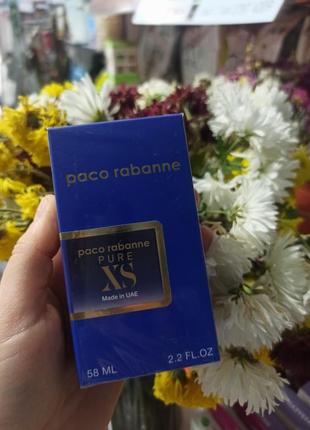 paco rabanne
paco rabanne
PURE
XS
Made in UAE
58 ML
2.2 FL.OZ